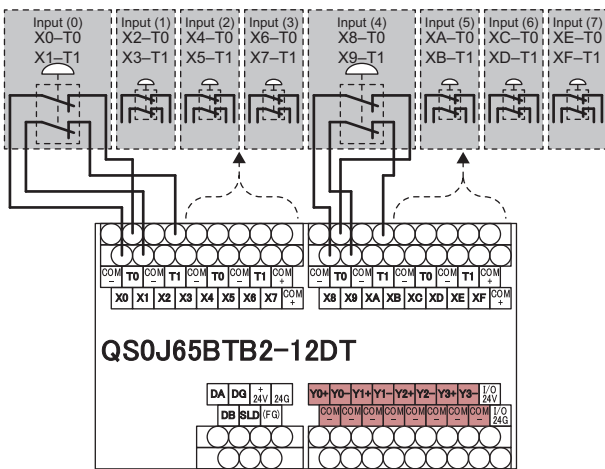 Input (0) Input (1) Input (2) Input (3) Input (4) Input (5) Input (6) Input (7)
X0–T0 X2–T0 X4–T0 X6–T0 X8–T0 XA–T0 XC–T0 XE–T0
X1–T1 X3–T1 X5–T1 X7–T1 X9–T1 XB–T1 XD–T1 XF–T1
COM - T0 COM - T1 COM - T0 COM - T1 COM + COM - T0 COM - T1 COM - T0 COM - T1 COM +
X0 X1 X2 X3 X4 X5 X6 X7 COM + X8 X9 XA XB XC XD XE XF COM +
QS0J65BTB2-12DT
DA DG + 24V 24G Y0+ Y0- Y1+ Y1- Y2+ Y2- Y3+ Y3- I/O 24V
DB SLD (FG) COM - COM - COM - COM - COM - COM - COM - COM - I/O 24G